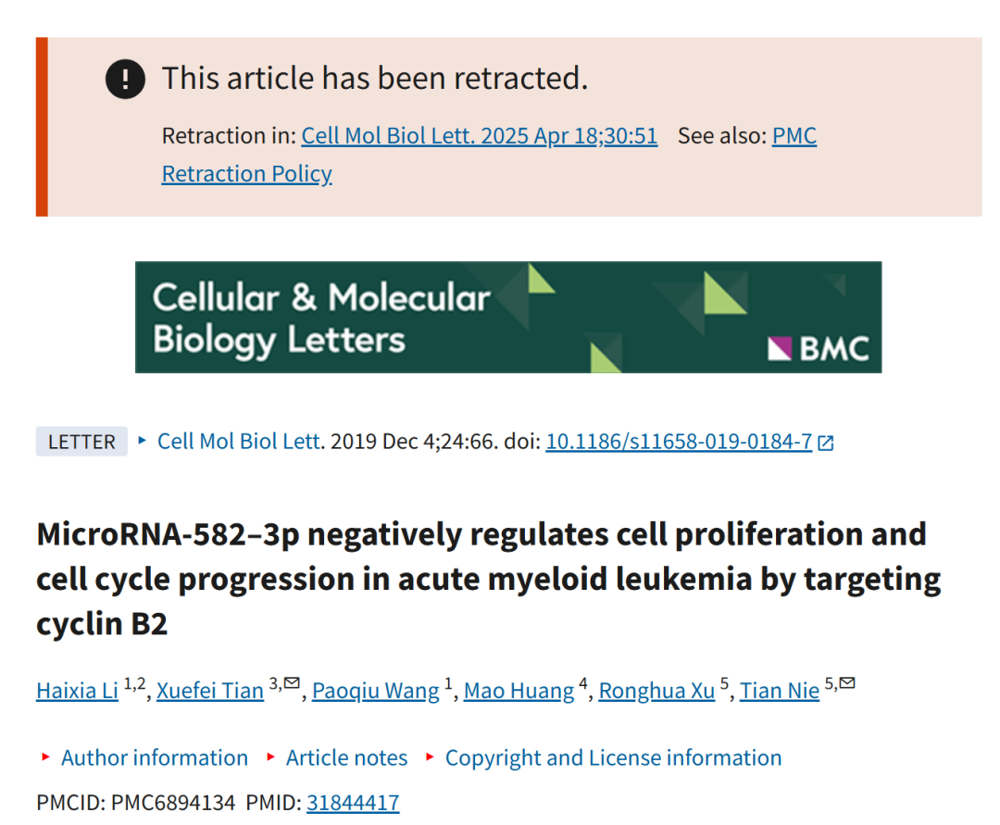 This article has been retracted.
Retraction in: Cell Mol Biol Lett. 2025 Apr 18;30:51 See also: PMC
Retraction Policy
Cellular & Molecular
Biology Letters
BMC
LETTER ‣ Cell Mol Biol Lett. 2019 Dec 4;24:66. doi: 10.1186/s11658-019-0184-7
MicroRNA-582–3p negatively regulates cell proliferation and
cell cycle progression in acute myeloid leukemia by targeting
cyclin B2
Haixia Li 1,2, Xuefei Tian 3,✉, Paoqiu Wang 1, Mao Huang 4, Ronghua Xu 5, Tian Nie 5,✉
‣ Author information ‣ Article notes ‣ Copyright and License information
PMCID: PMC6894134 PMID: 31844417